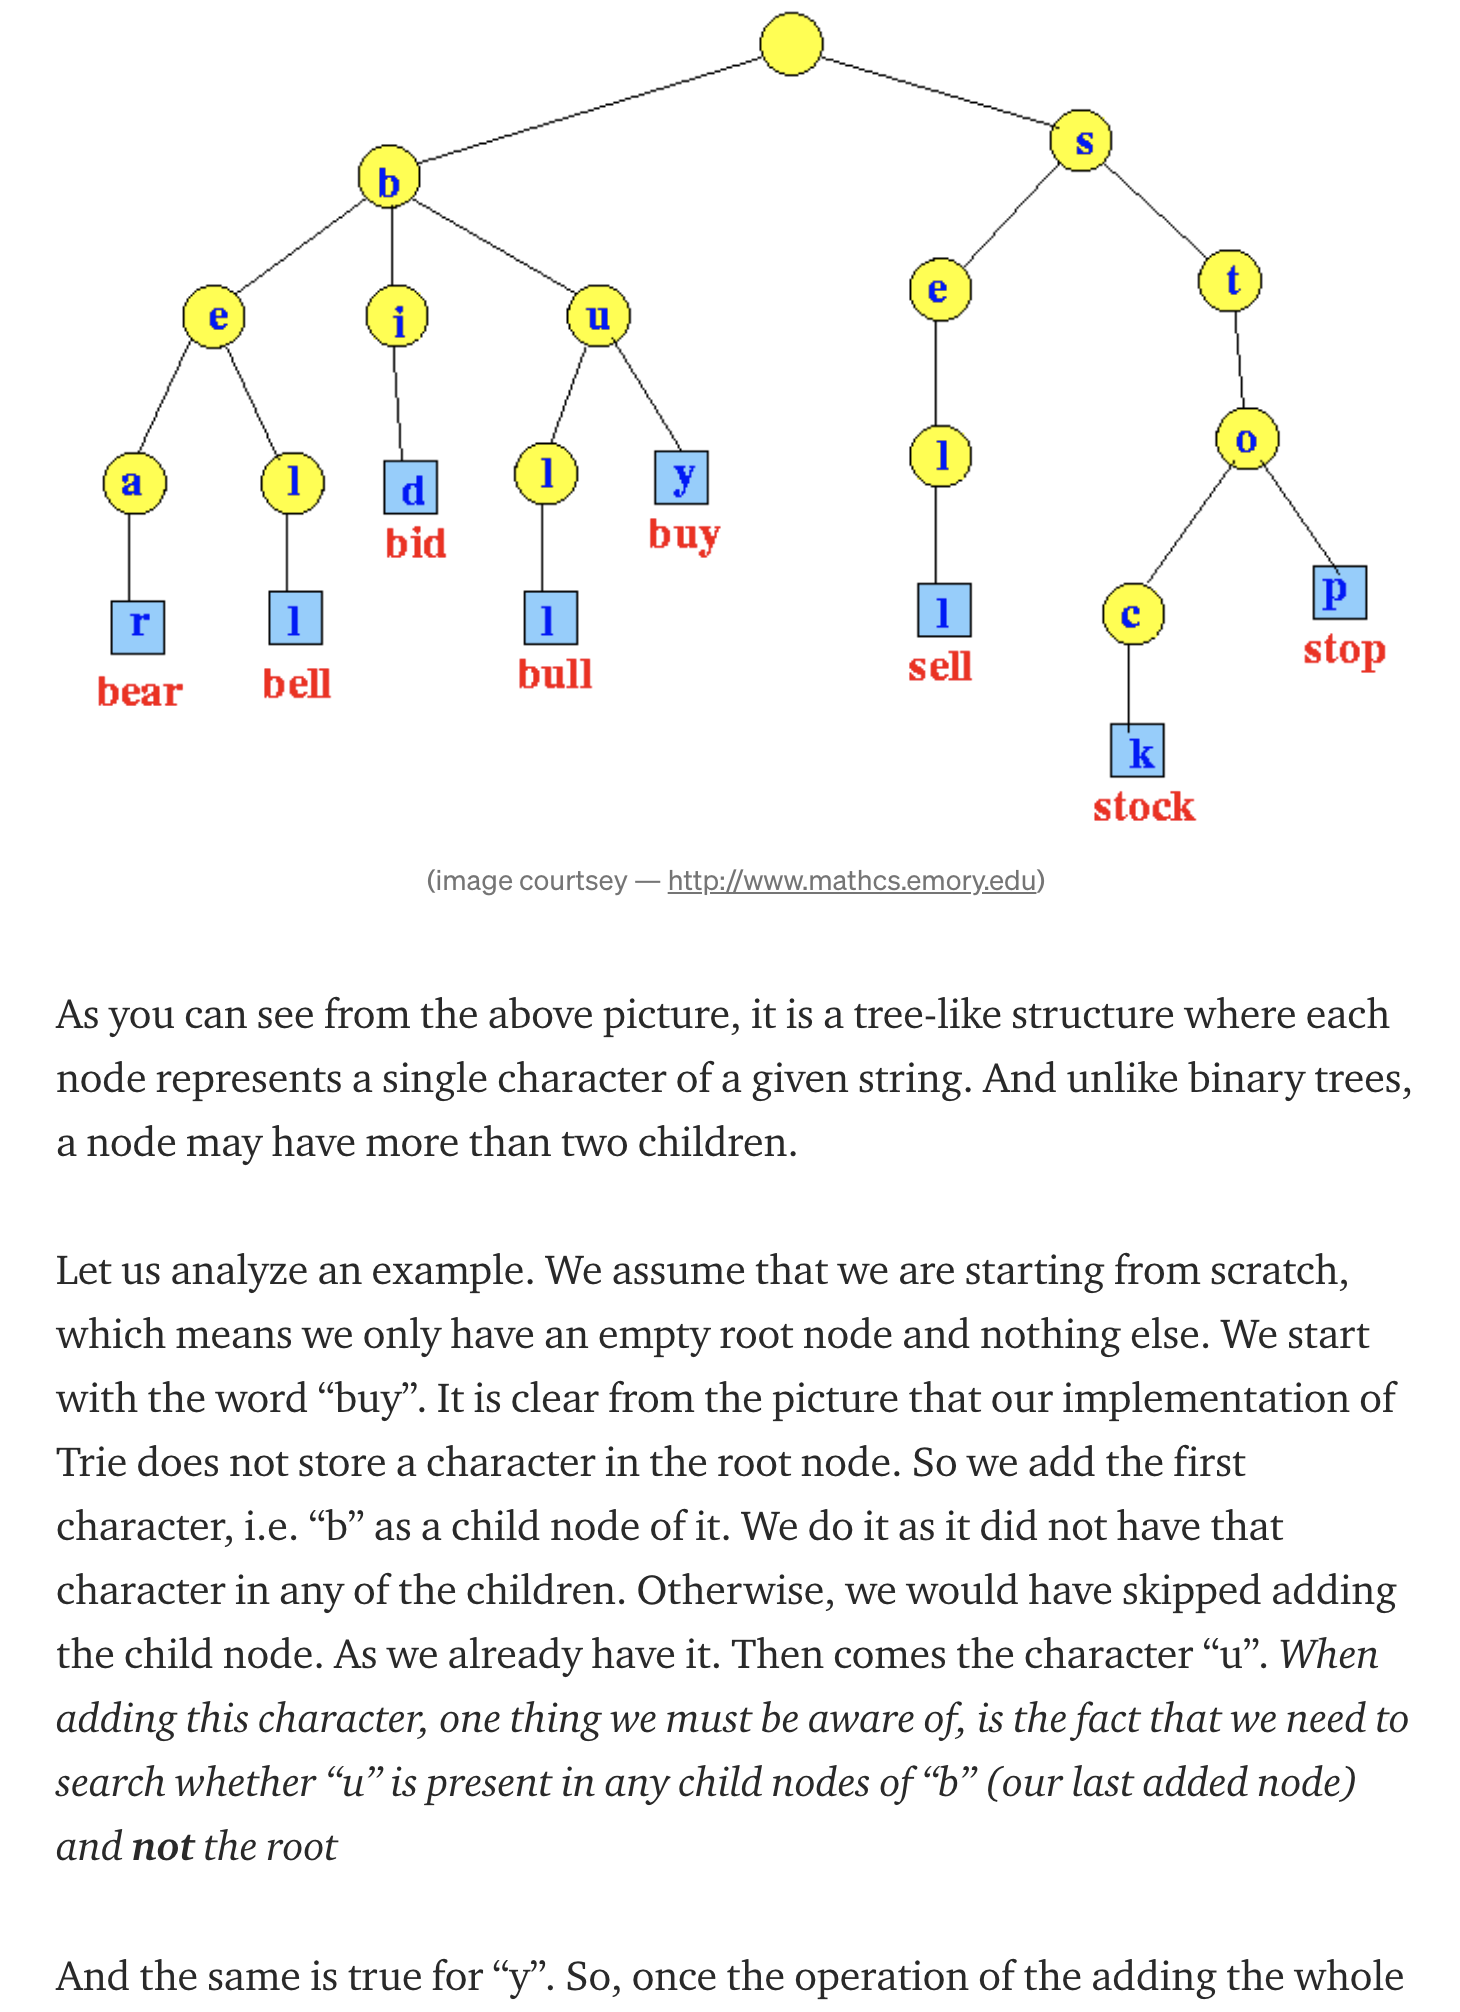 b
s
e
i
u
e
t
a
l
d
l
y
l
o
bid
buy
r
l
l
l
c
p
bear
bell
bull
sell
stop
k
stock
(image courtsey — http://www.mathcs.emory.edu)
As you can see from the above picture, it is a tree-like structure where each
node represents a single character of a given string. And unlike binary trees,
a node may have more than two children.
Let us analyze an example. We assume that we are starting from scratch,
which means we only have an empty root node and nothing else. We start
with the word “buy”. It is clear from the picture that our implementation of
Trie does not store a character in the root node. So we add the first
character, i.e. “b” as a child node of it. We do it as it did not have that
character in any of the children. Otherwise, we would have skipped adding
the child node. As we already have it. Then comes the character “u”. When
adding this character, one thing we must be aware of, is the fact that we need to
search whether “u” is present in any child nodes of “b” (our last added node)
and not the root
And the same is true for “y”. So, once the operation of the adding the whole